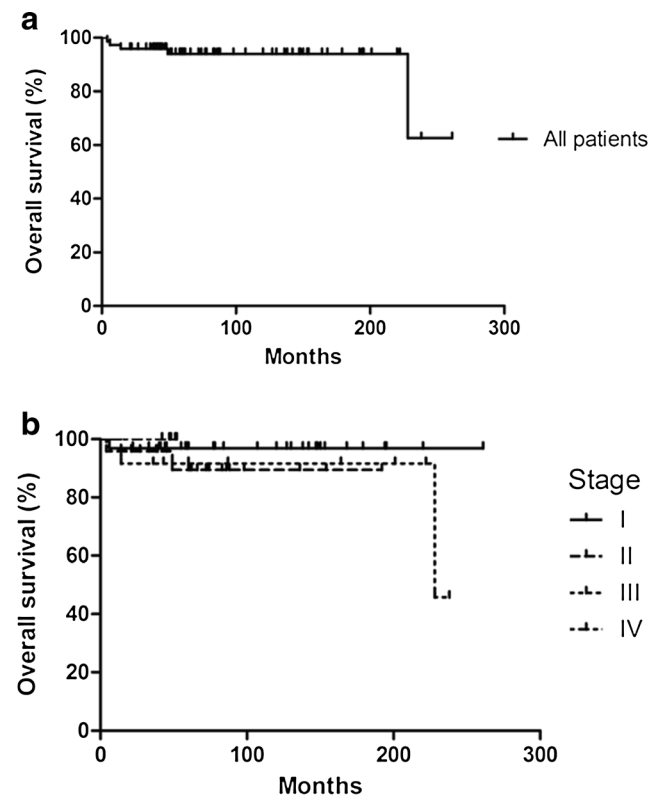 a
Overall survival (%)
100
80
60
40
20
0
0 100 200 300
Months
All patients
b
Overall survival (%)
100
80
60
40
20
0
0 100 200 300
Months
Stage
I
II
III
IV